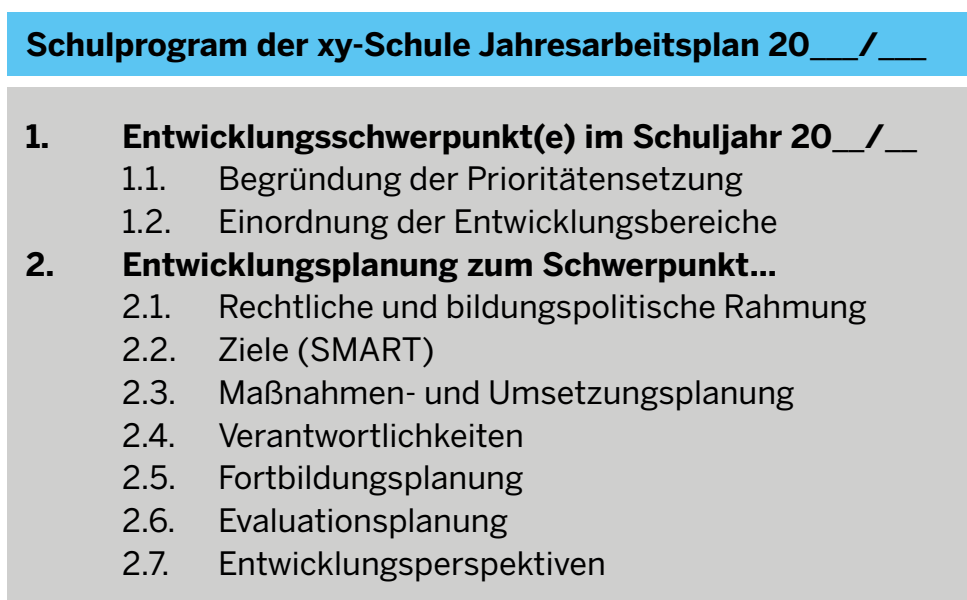 Schulprogram der xy-Schule Jahresarbeitsplan 20___/___
1. Entwicklungsschwerpunkt(e) im Schuljahr 20__/__
1.1. Begründung der Prioritätensetzung
1.2. Einordnung der Entwicklungsbereiche
2. Entwicklungsplanung zum Schwerpunkt...
2.1. Rechtliche und bildungspolitische Rahmung
2.2. Ziele (SMART)
2.3. Maßnahmen- und Umsetzungsplanung
2.4. Verantwortlichkeiten
2.5. Fortbildungsplanung
2.6. Evaluationsplanung
2.7. Entwicklungsperspektiven